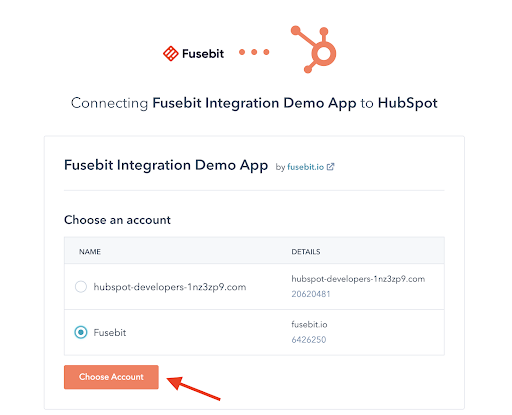 Fusebit
Connecting Fusebit Integration Demo App to HubSpot
Fusebit Integration Demo App by fusebit.io
Choose an account
NAME DETAILS
hubspot-developers-1nz3zp9.com hubspot-developers-1nz3zp9.com
20620481
Fusebit fusebit.io
6426250
Choose Account